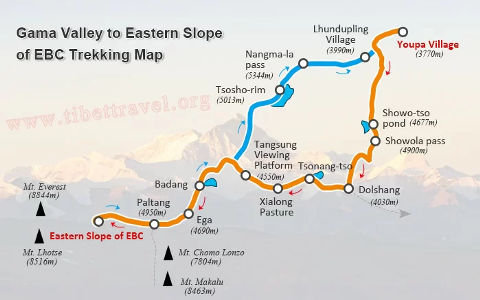 Gama Valley to Eastern Slope
of EBC Trekking Map
www.tibettravel.org
Lhundupling
Village
(3990m)
Youpa Village
(3770m)
Nangma-la
pass
(5344m)
Tsosho-rim
(5013m)
Showo-tso
pond
(4677m)
Showola pass
(4900m)
Tangsung
Viewing
Platform
(4550m)
Tsonang-tso
Badang
Xialong
Pasture
Dolshang
(4030m)
Mt. Everest
(8844m)
Paltang
(4950m)
Ega
(4690m)
Eastern Slope of EBC
Mt. Lhotse
(8516m)
Mt. Chomo Lonzo
(7804m)
Mt. Makalu
(8463m)